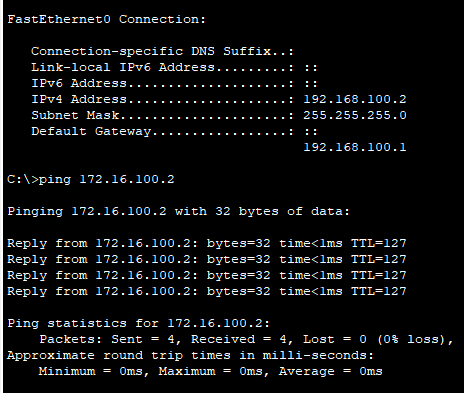 FastEthernet0 Connection:
Connection-specific DNS Suffix..:
Link-local IPv6 Address.........: ::
IPv6 Address....................: ::
IPv4 Address....................: 192.168.100.2
Subnet Mask.....................: 255.255.255.0
Default Gateway.................: ::
192.168.100.1
C:\>ping 172.16.100.2
Pinging 172.16.100.2 with 32 bytes of data:
Reply from 172.16.100.2: bytes=32 time<1ms TTL=127
Reply from 172.16.100.2: bytes=32 time<1ms TTL=127
Reply from 172.16.100.2: bytes=32 time<1ms TTL=127
Reply from 172.16.100.2: bytes=32 time<1ms TTL=127
Ping statistics for 172.16.100.2:
Packets: Sent = 4, Received = 4, Lost = 0 (0% loss),
Approximate round trip times in milli-seconds:
Minimum = 0ms, Maximum = 0ms, Average = 0ms